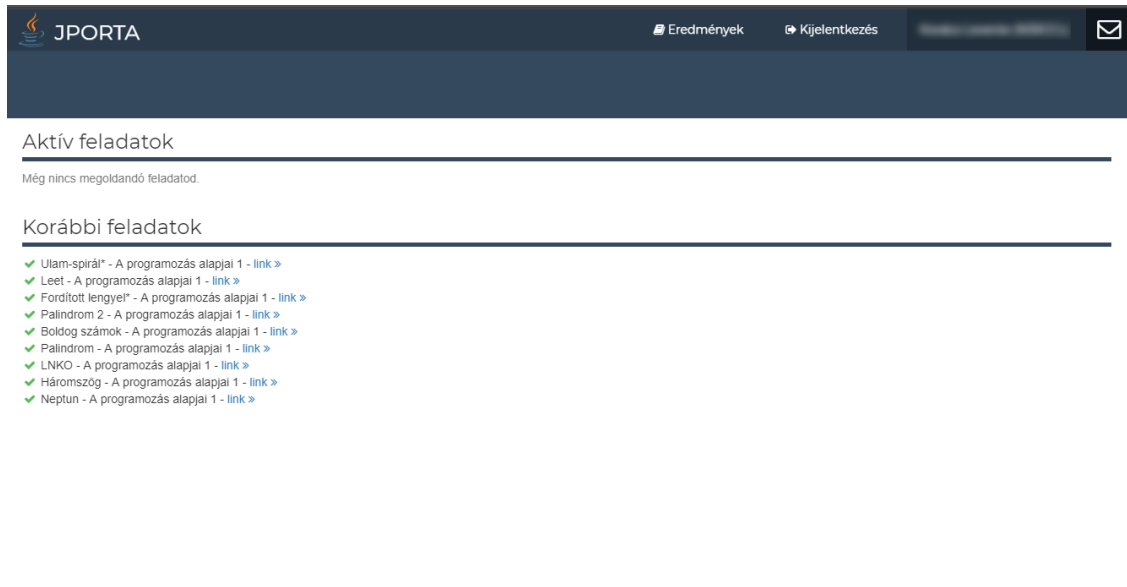 JPORTA
Eredmények
Kijelentkezés
Aktív feladatok
Még nincs megoldandó feladatod.
Korábbi feladatok
Ulam-spirál* - A programozás alapjai 1 - link »
Leet - A programozás alapjai 1 - link »
Fordított lengyel* - A programozás alapjai 1 - link »
Palindrom 2 - A programozás alapjai 1 - link »
Boldog számok - A programozás alapjai 1 - link »
Palindrom - A programozás alapjai 1 - link »
LNKO - A programozás alapjai 1 - link »
Háromszög - A programozás alapjai 1 - link »
Neptun - A programozás alapjai 1 - link »